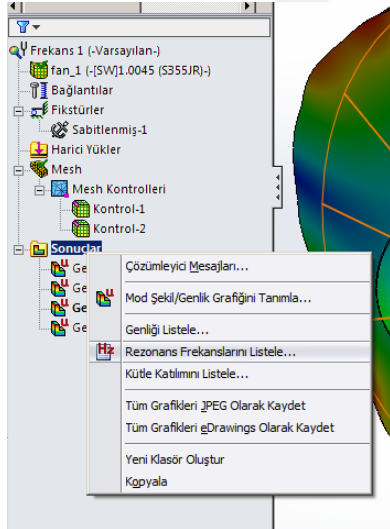 Frekans 1 (-Varsayılan-)
fan_1 (-[SW]1.0045 (S355JR)-)
Bağlantılar
Fikstürler
Sabitlenmiş-1
Harici Yükler
Mesh
Mesh Kontrolleri
Kontrol-1
Kontrol-2
Sonuçlar
Ge
Ge
Ge
Ge
Çözümleyici Mesajları...
Mod Şekil/Genlik Grafiğini Tanımla...
Genliği Listele...
Hz Rezonans Frekanslarını Listele...
Kütle Katılımını Listele...
Tüm Grafikleri JPEG Olarak Kaydet
Tüm Grafikleri eDrawings Olarak Kaydet
Yeni Klasör Oluştur
Kopyala